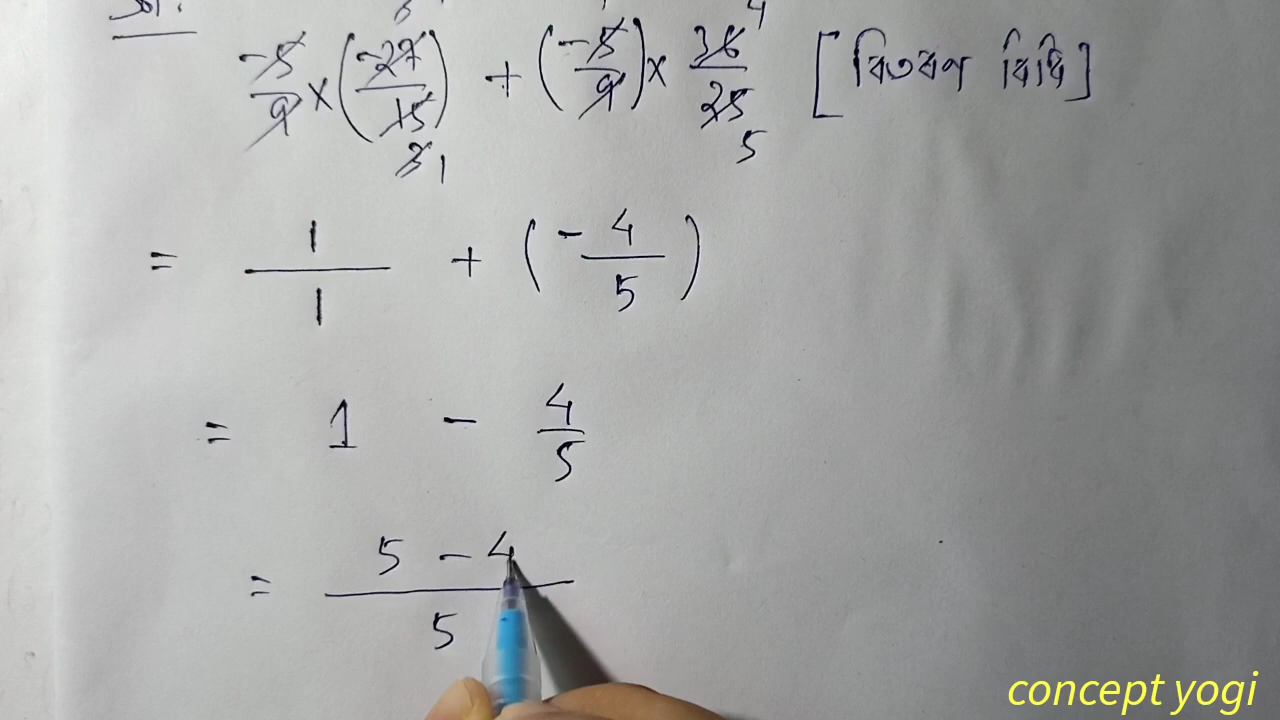 -5/9 × (-27/15) + (-5/9) × 36/25 [বিতৰণ বিধি]
= 1/1 + (-4/5)
= 1 - 4/5
= 5 - 4/5
concept yogi